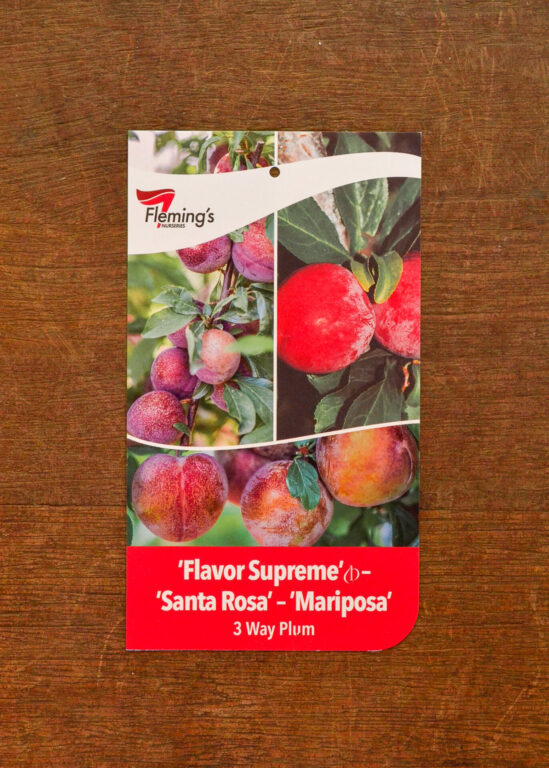 Fleming's
NURSERIES
'Flavor Supreme' –
'Santa Rosa' – 'Mariposa'
3 Way Plum